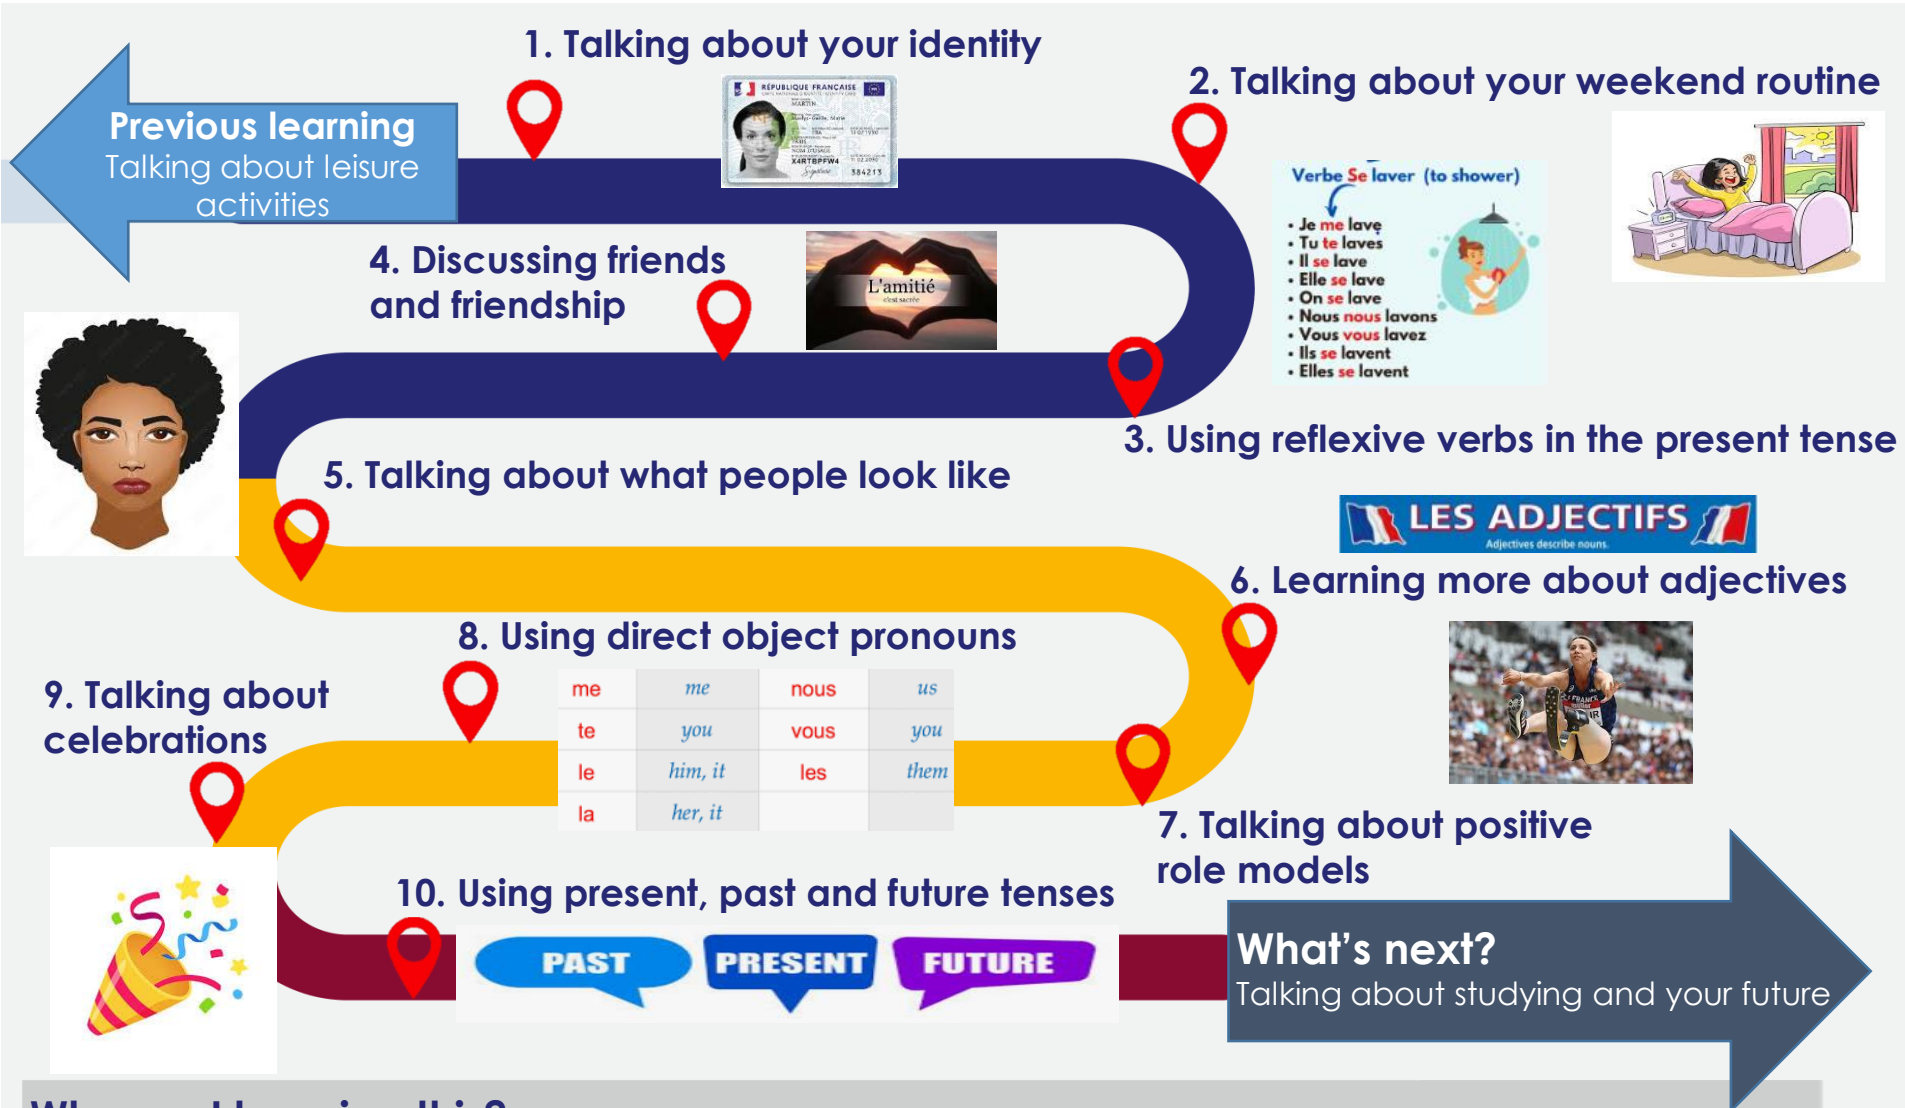 1. Talking about your identity
Previous learning
Talking about leisure
activities
RÉPUBLIQUE FRANÇAISE
MARTIN
X4RTBPFW4
384213
2. Talking about your weekend routine
Verbe Se laver (to shower)
• Je me lave
• Tu te laves
• Il se lave
• Elle se lave
• On se lave
• Nous nous lavons
• Vous vous lavez
• Ils se lavent
• Elles se lavent
3. Using reflexive verbs in the present tense
4. Discussing friends
and friendship
L'amitié
c'est sacrée
5. Talking about what people look like
LES ADJECTIFS
Adjectives describe nouns.
6. Learning more about adjectives
FRANCE
7. Talking about positive
role models
8. Using direct object pronouns
me me nous us
te you vous you
le him, it les them
la her, it
9. Talking about
celebrations
10. Using present, past and future tenses
PAST PRESENT FUTURE
What's next?
Talking about studying and your future